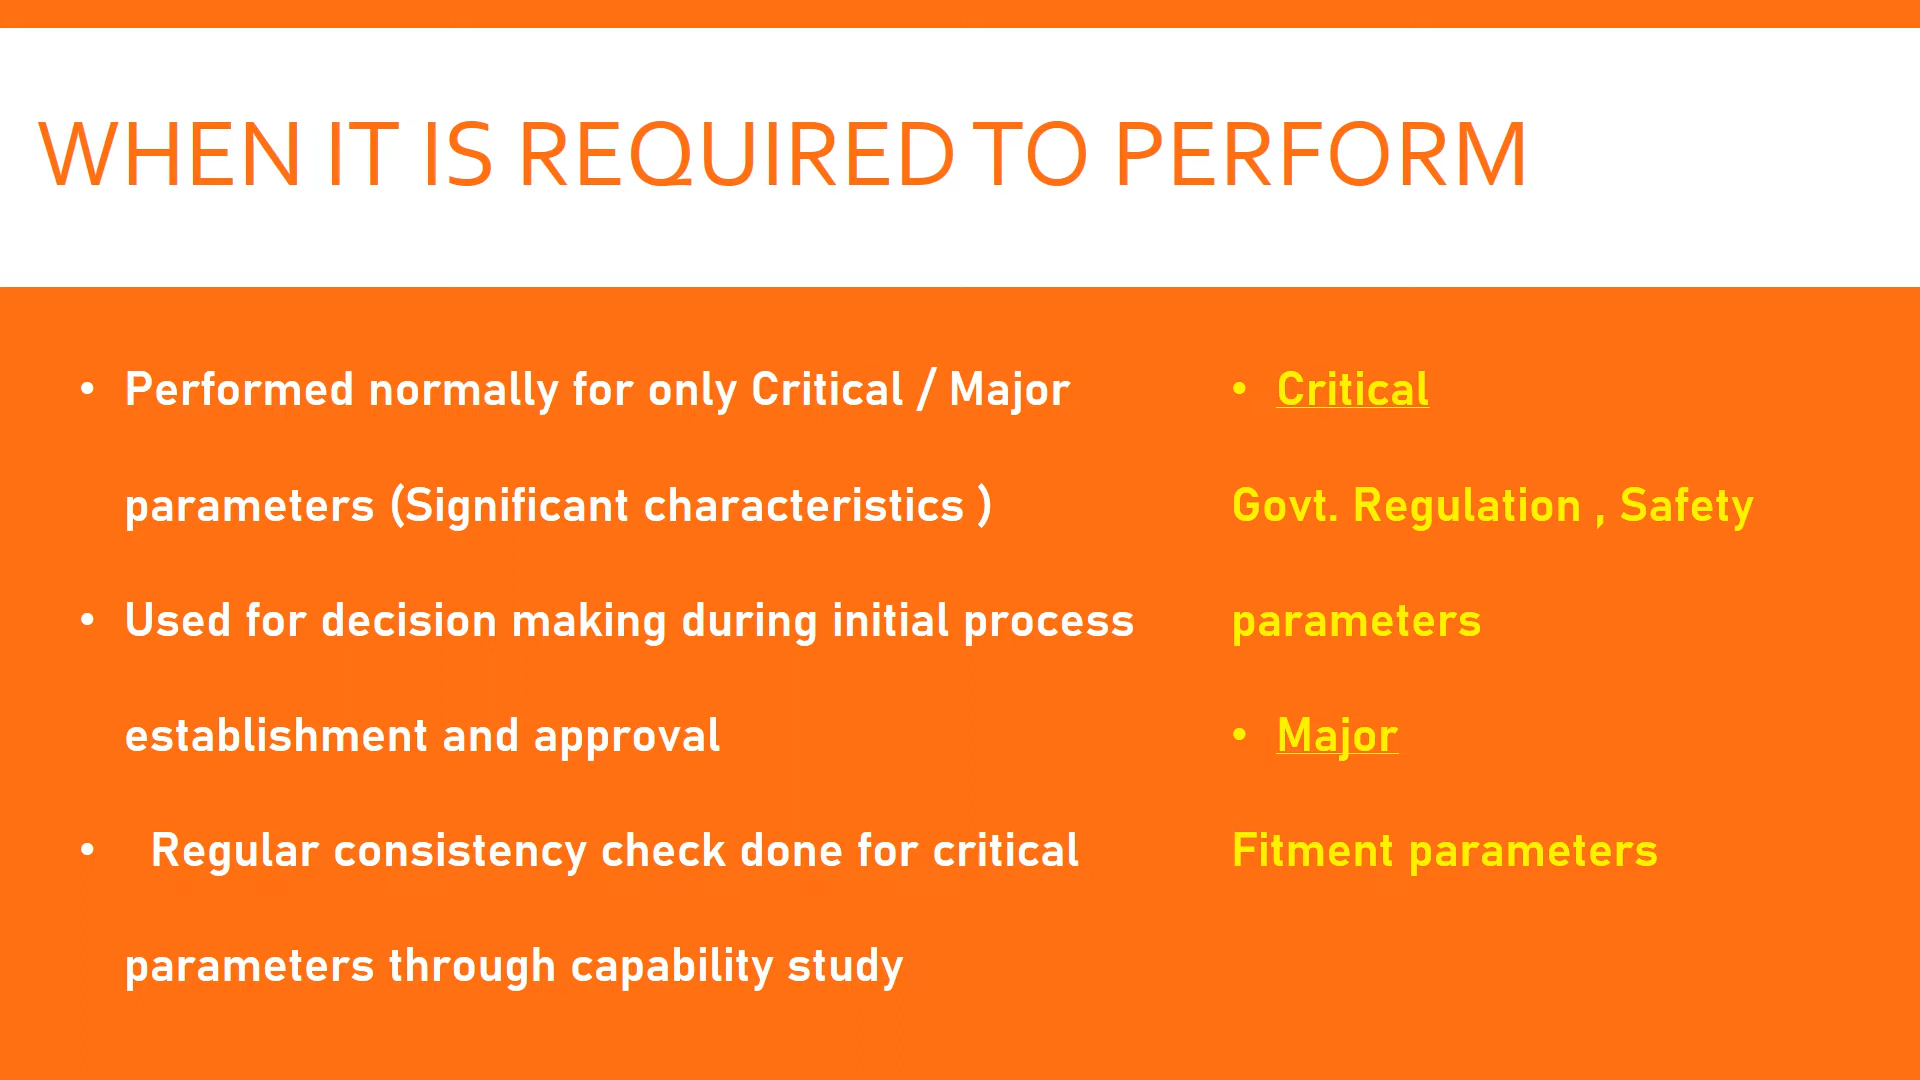 WHEN IT IS REQUIRED TO PERFORM
• Performed normally for only Critical / Major
parameters (Significant characteristics )
• Used for decision making during initial process
establishment and approval
• Regular consistency check done for critical
parameters through capability study
• Critical
Govt. Regulation , Safety
parameters
• Major
Fitment parameters